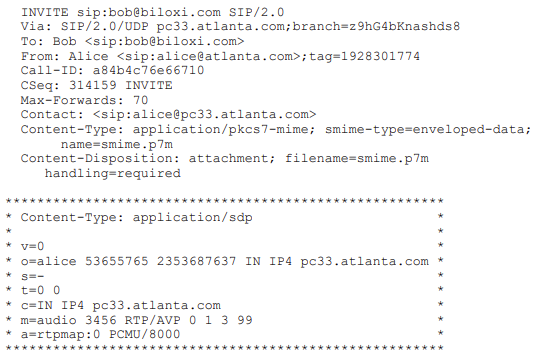 INVITE sip:bob@biloxi.com SIP/2.0
Via: SIP/2.0/UDP pc33.atlanta.com;branch=z9hG4bKnashds8
To: Bob <sip:bob@biloxi.com>
From: Alice <sip:alice@atlanta.com>;tag=1928301774
Call-ID: a84b4c76e66710
CSeq: 314159 INVITE
Max-Forwards: 70
Contact: <sip:alice@pc33.atlanta.com>
Content-Type: application/pkcs7-mime; smime-type=enveloped-data;
     name=smime.p7m
Content-Disposition: attachment; filename=smime.p7m
   handling=required
*******************************************************
* Content-Type: application/sdp                       *
*                                                     *
* v=0                                                 *
* o=alice 53655765 2353687637 IN IP4 pc33.atlanta.com *
* s=-                                                 *
* t=0 0                                               *
* c=IN IP4 pc33.atlanta.com                           *
* m=audio 3456 RTP/AVP 0 1 3 99                       *
* a=rtpmap:0 PCMU/8000                                *
*******************************************************